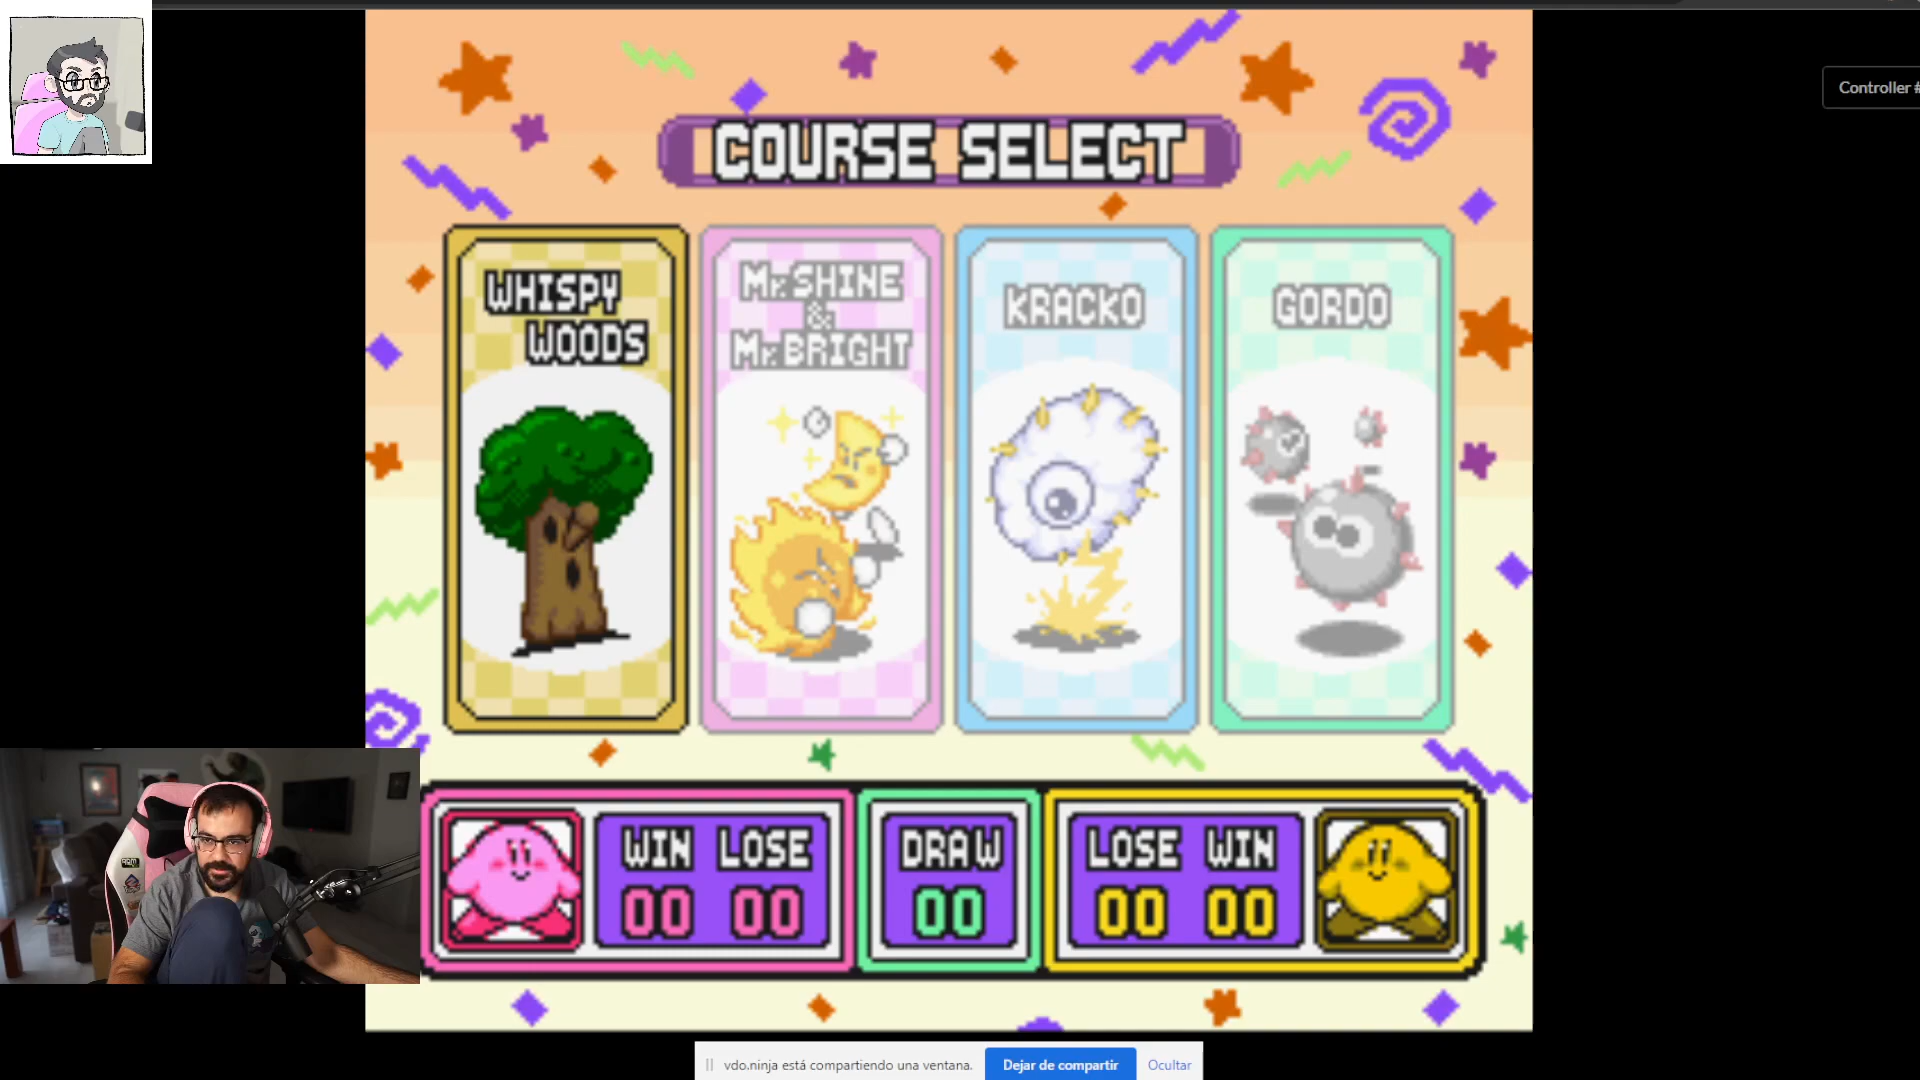 Controller #
COURSE SELECT
WHISPY
WOODS
Mr.SHINE
&
Mr.BRIGHT
KRACKO
GORDO
WIN LOSE
00 00
DRAW
00
LOSE WIN
00 00
vdo.ninja está compartiendo una ventana.
Dejar de compartir
Ocultar